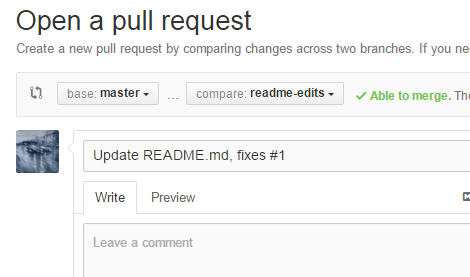 Open a pull request
Create a new pull request by comparing changes across two branches. If you nee
base: master ... compare: readme-edits Able to merge. The
Update README.md, fixes #1
Write Preview
Leave a comment